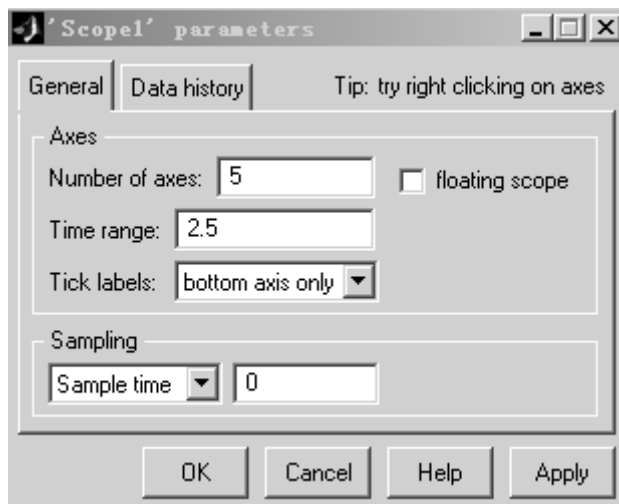 'Scope1' parameters
General Data history Tip: try right clicking on axes
Axes
Number of axes: 5 floating scope
Time range: 2.5
Tick labels: bottom axis only
Sampling
Sample time 0
OK Cancel Help Apply